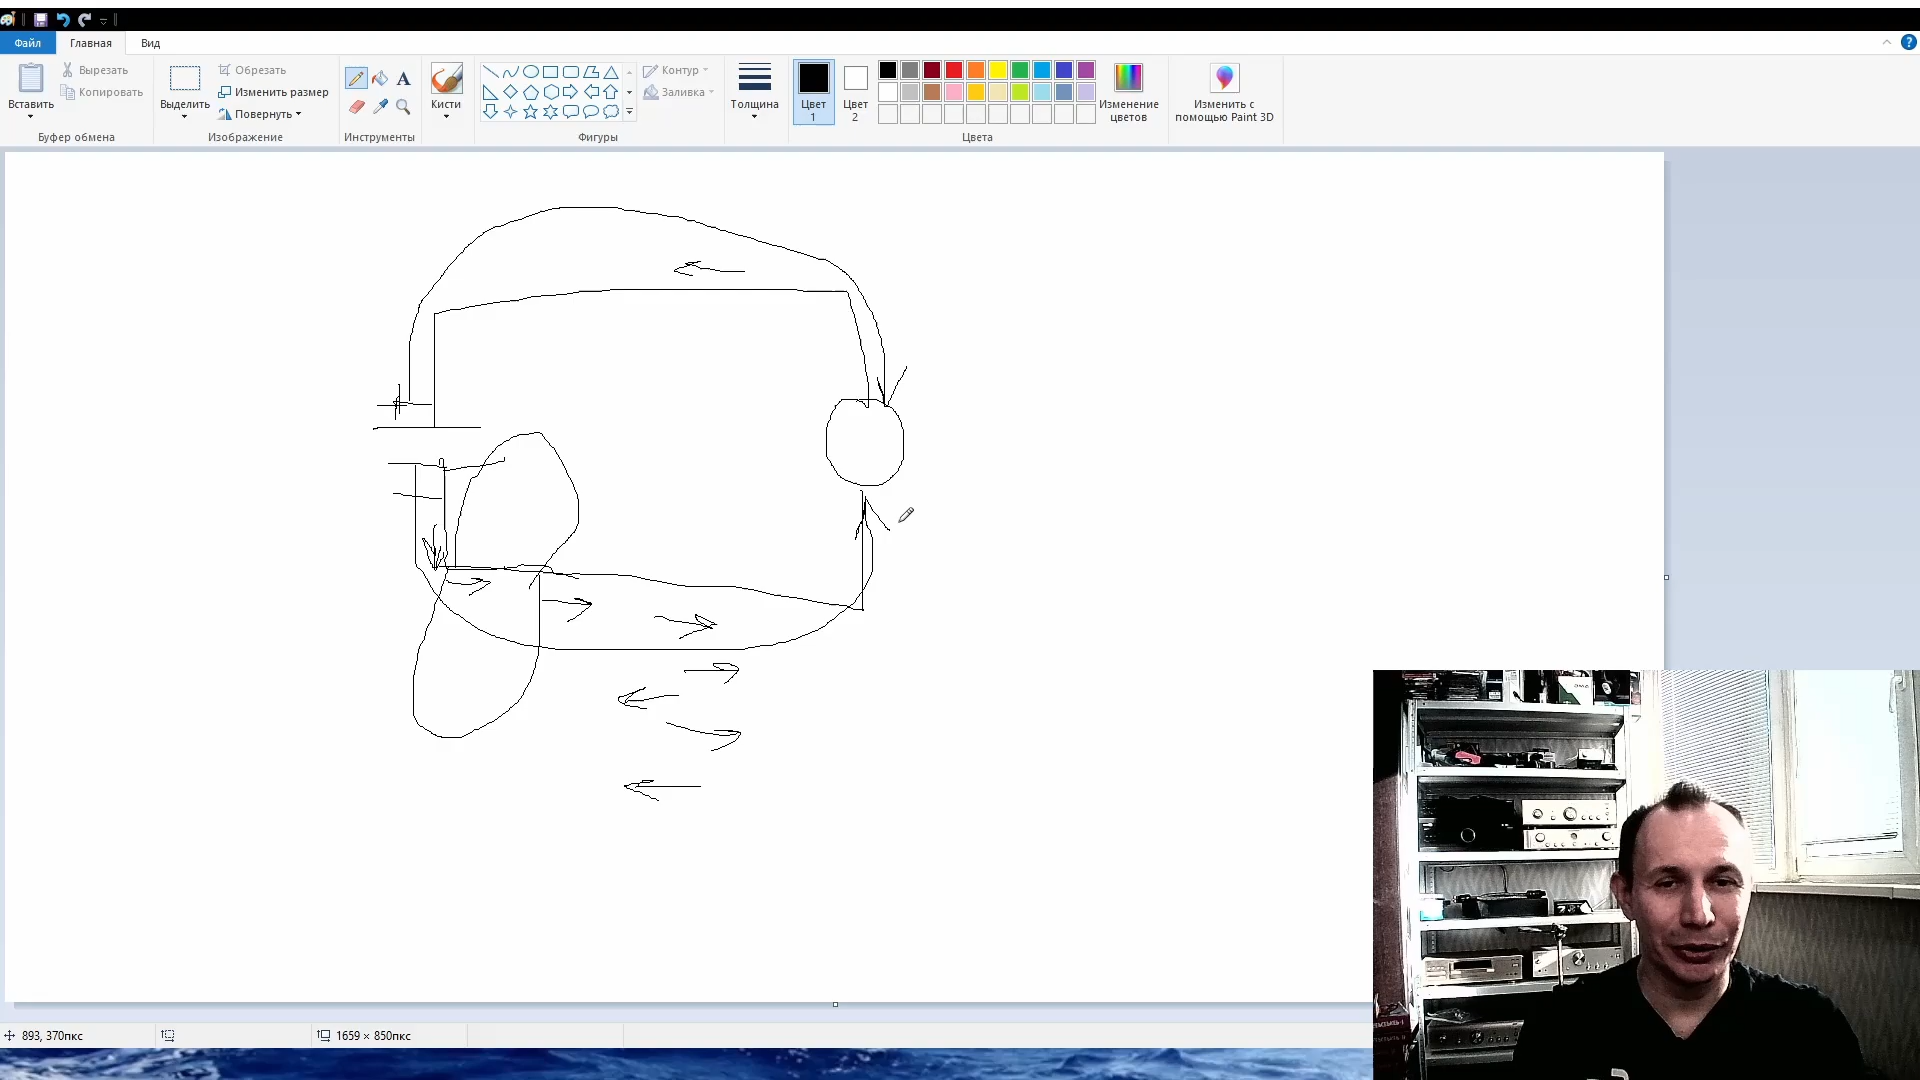 Файл Главная Вид
Вырезать Обрезать Контур
Копировать Изменить размер Заливка
Вставить Выделить Повернуть Кисти Толщина Цвет 1 Цвет 2 Изменение цветов Изменить с помощью Paint 3D
Буфер обмена Изображение Инструменты Фигуры Цвета
893, 370пкс 1659 × 850пкс